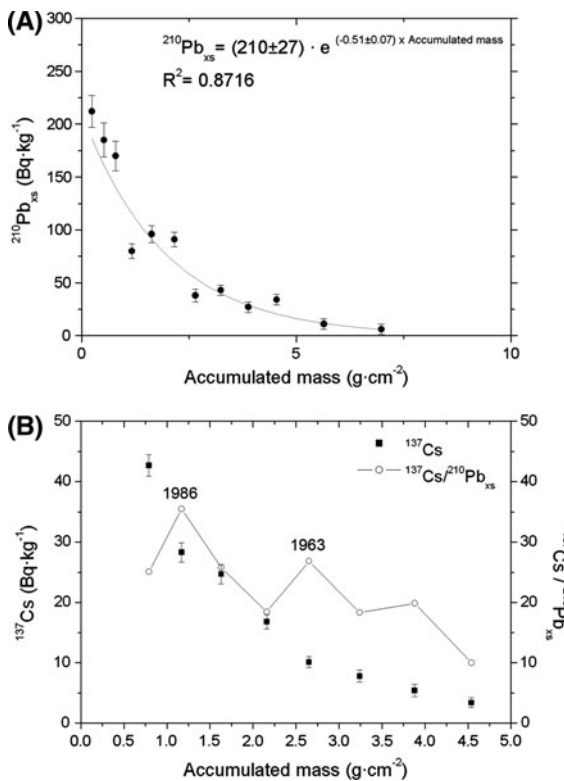 (A)
300
250
200
150
100
50
0
²¹⁰Pbₓₛ (Bq·kg⁻¹)
²¹⁰Pbₓₛ = (210±27) · e ⁽⁻⁰·⁵¹±⁰·⁰⁷⁾ ˣ ᴬᶜᶜᵘᵐᵘˡᵃᵗᵉᵈ ᵐᵃˢˢ
R²= 0.8716
0 5 10
Accumulated mass (g·cm⁻²)
(B)
50
40
30
20
10
0
¹³⁷Cs (Bq·kg⁻¹)
¹³⁷Cs
¹³⁷Cs/²¹⁰Pbₓₛ
1986
1963
50
40
30
20
10
0
Cs / Pbₓₛ
0.0 0.5 1.0 1.5 2.0 2.5 3.0 3.5 4.0 4.5 5.0
Accumulated mass (g·cm⁻²)